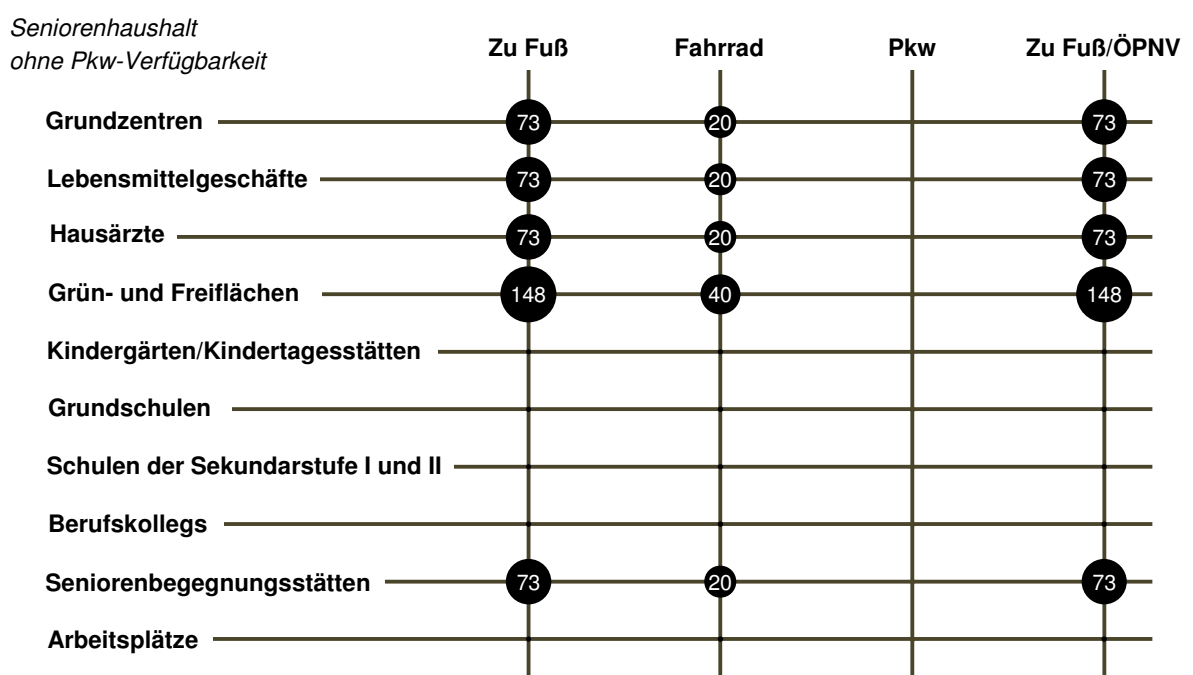 Seniorenhaushalt
ohne Pkw-Verfügbarkeit
Zu Fuß Fahrrad Pkw Zu Fuß/ÖPNV
Grundzentren 73 20 73
Lebensmittelgeschäfte 73 20 73
Hausärzte 73 20 73
Grün- und Freiflächen 148 40 148
Kindergärten/Kindertagesstätten
Grundschulen
Schulen der Sekundarstufe I und II
Berufskollegs
Seniorenbegegnungsstätten 73 20 73
Arbeitsplätze